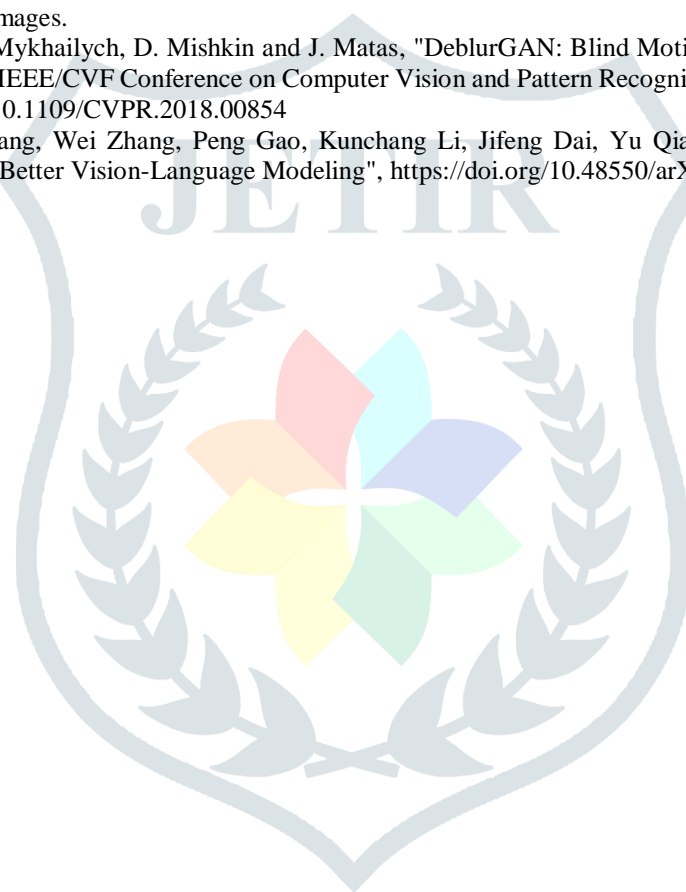 mages.
Mykhailych, D. Mishkin and J. Matas, "DeblurGAN: Blind Moti
IEEE/CVF Conference on Computer Vision and Pattern Recogni
0.1109/CVPR.2018.00854
ang, Wei Zhang, Peng Gao, Kunchang Li, Jifeng Dai, Yu Qia
Better Vision-Language Modeling", https://doi.org/10.48550/arX
JETIR